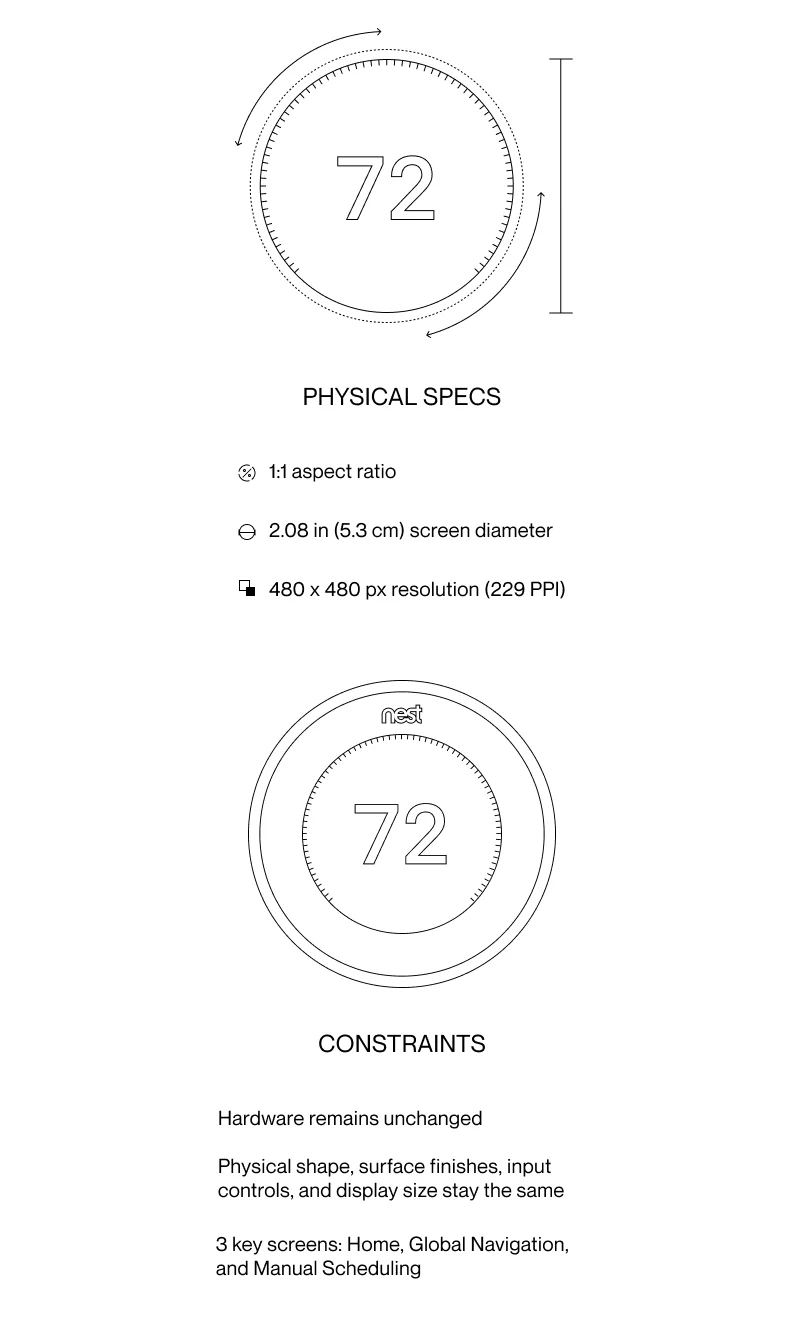 72
PHYSICAL SPECS
1:1 aspect ratio
2.08 in (5.3 cm) screen diameter
480 x 480 px resolution (229 PPI)
nest
72
CONSTRAINTS
Hardware remains unchanged
Physical shape, surface finishes, input
controls, and display size stay the same
3 key screens: Home, Global Navigation,
and Manual Scheduling